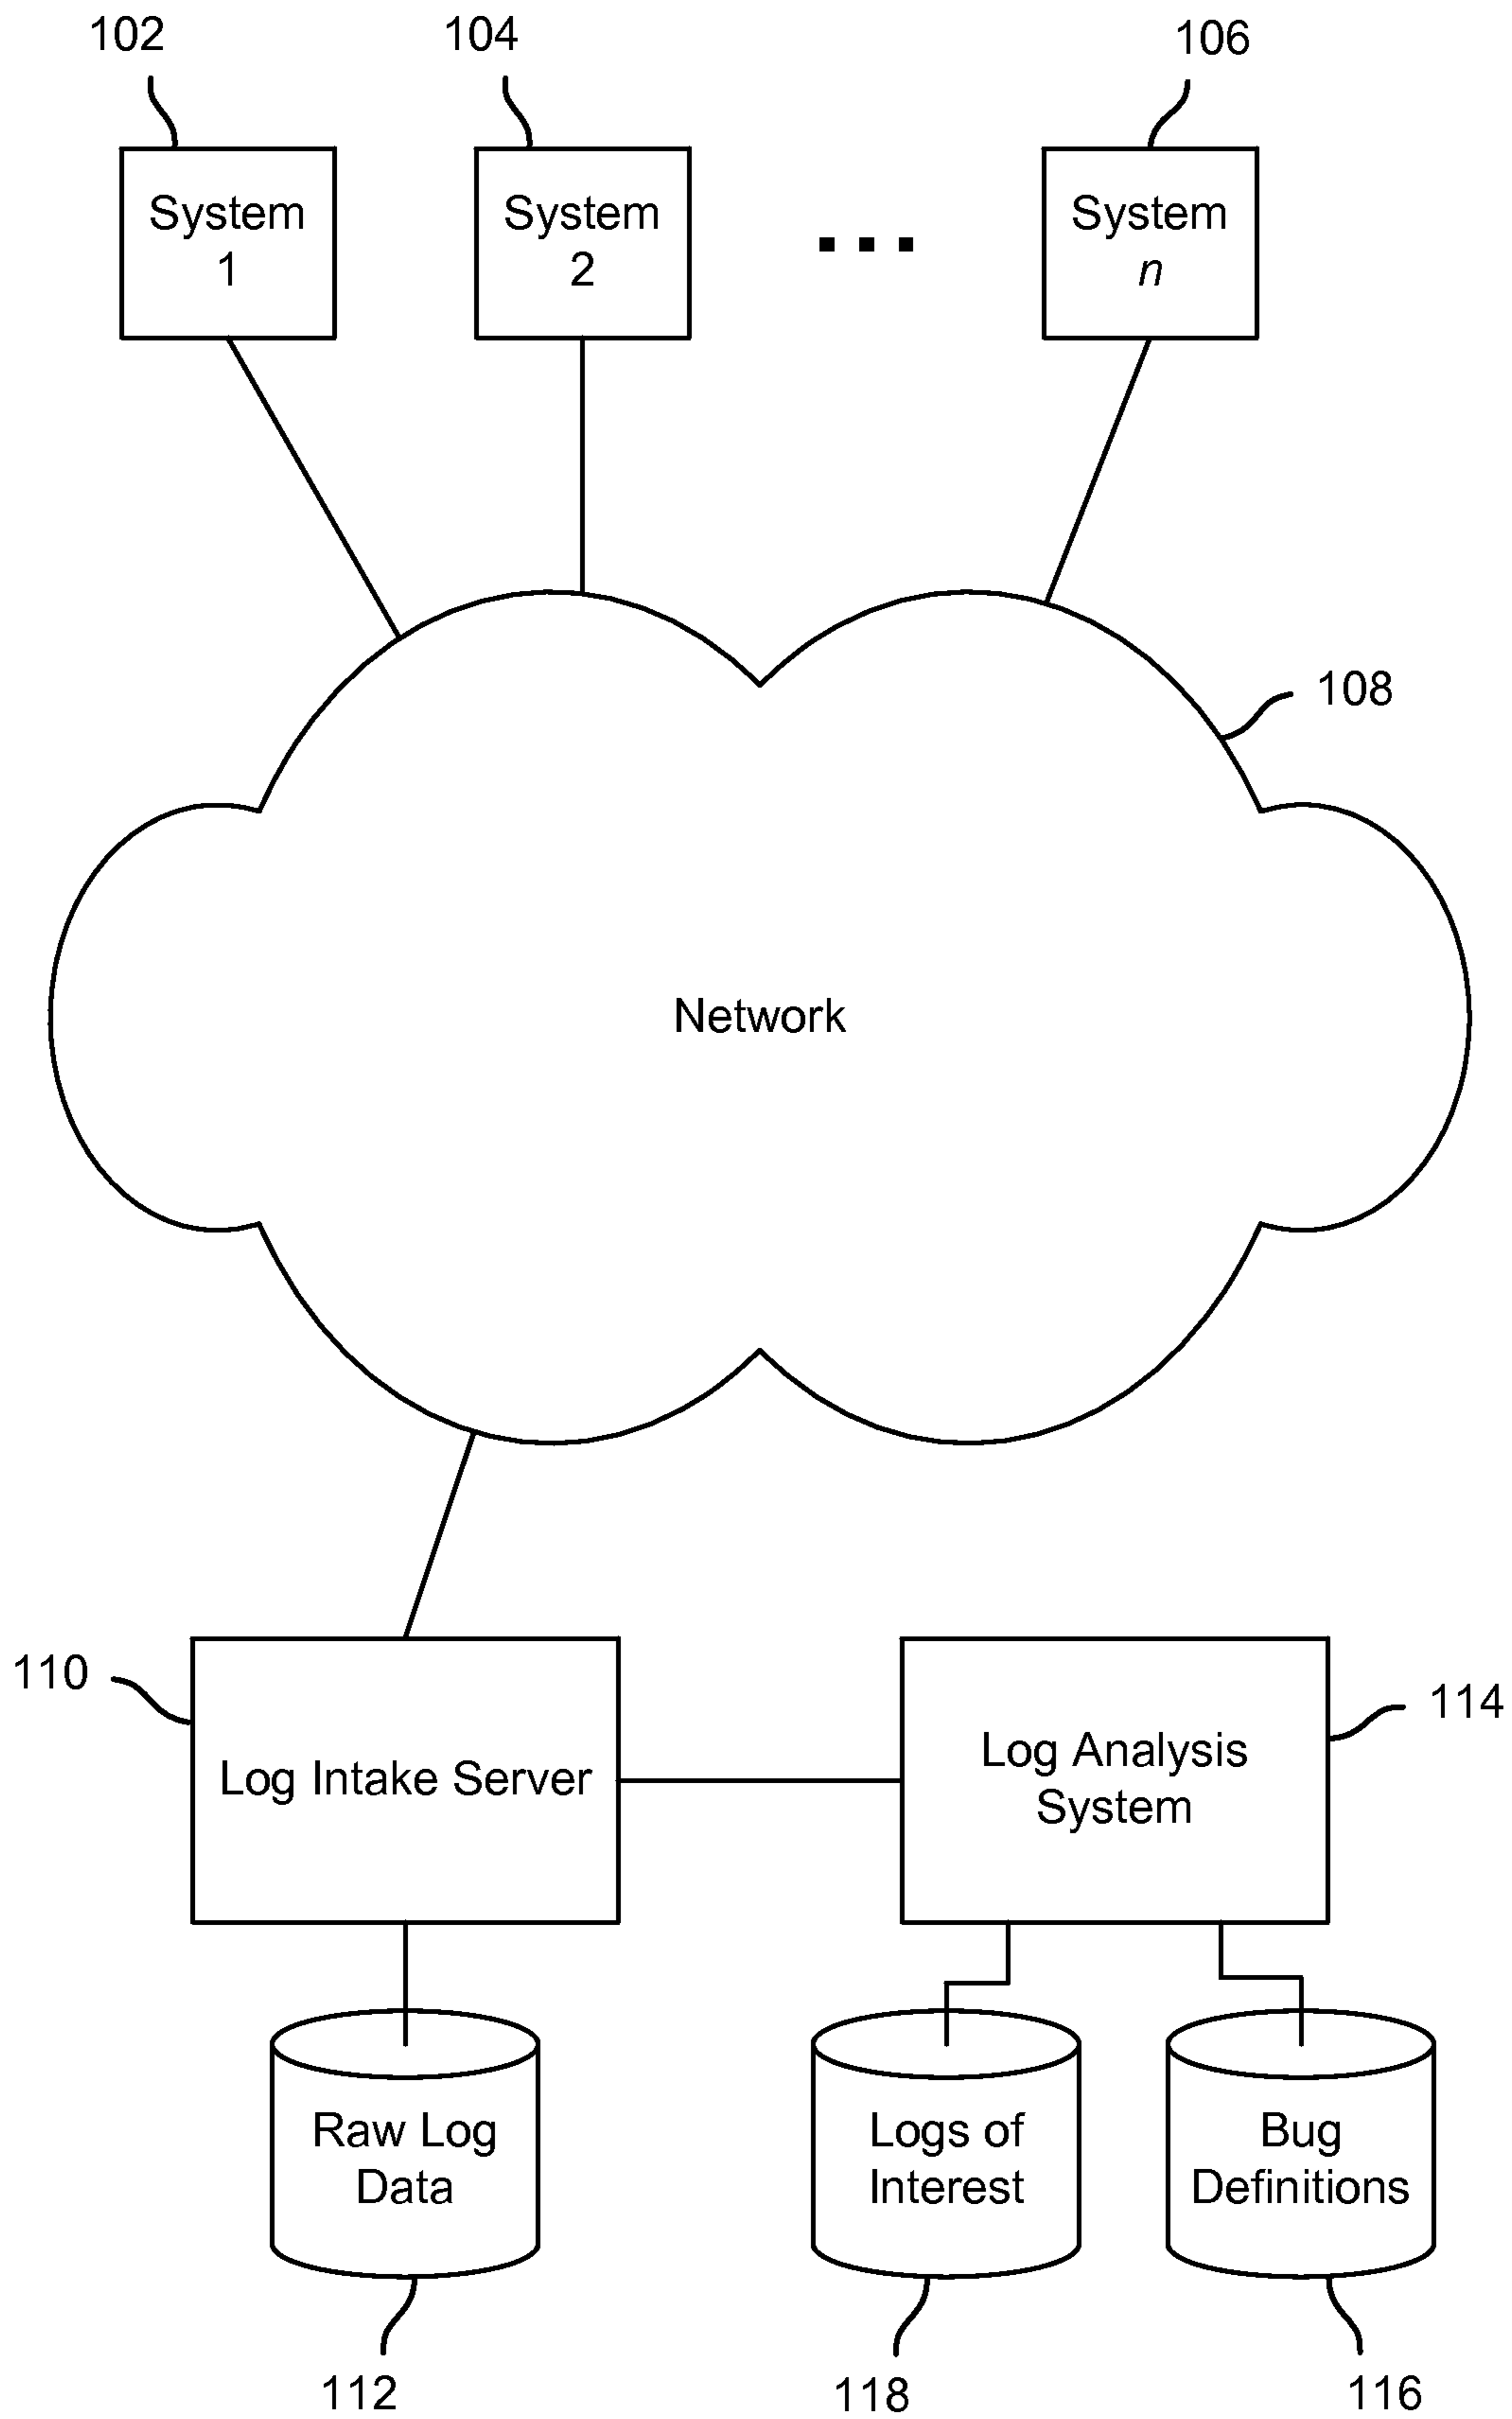 102
104
106
System
1
System
2
System
n
108
Network
110
Log Intake Server
114
Log Analysis
System
Raw Log
Data
Logs of
Interest
Bug
Definitions
112
118
116